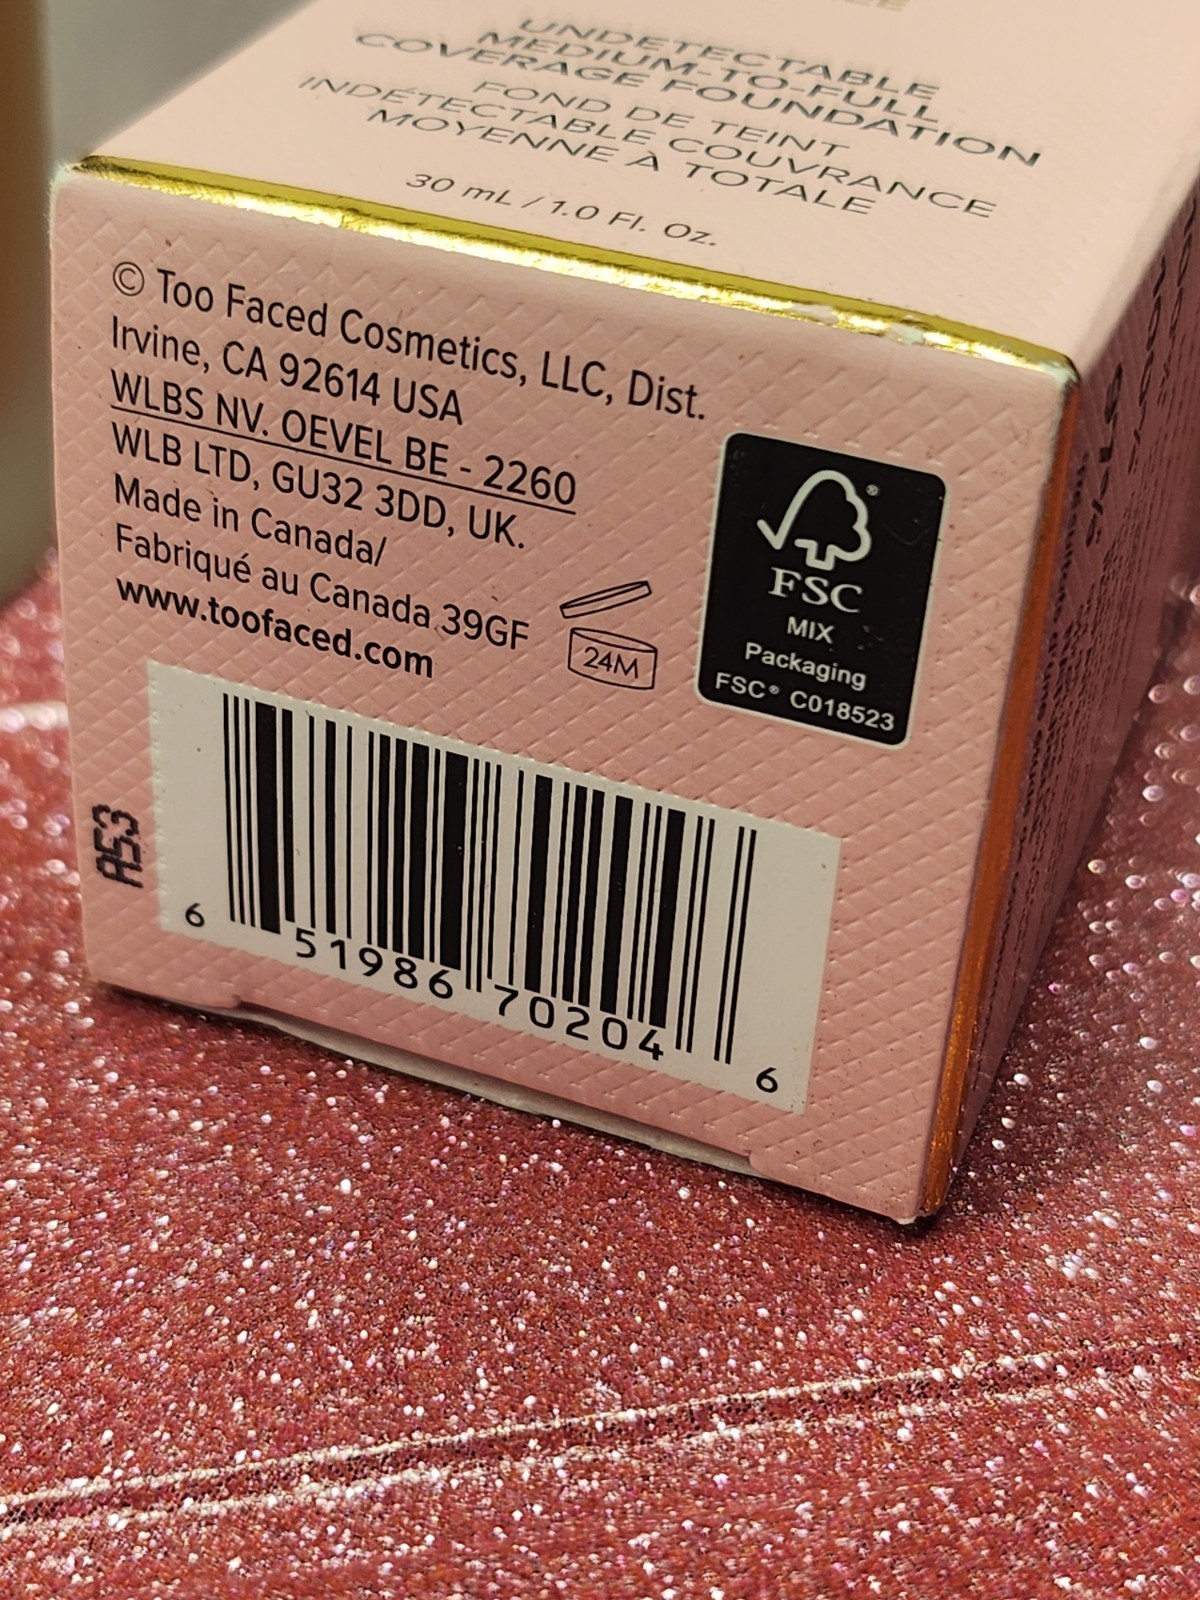 UNDETECTABLE
MEDIUM-TO-FULL
COVERAGE FOUNDATION
FOND DE TEINT
INDÉTECTABLE COUVRANCE
MOYENNE À TOTALE
30 mL / 1.0 Fl. Oz.
© Too Faced Cosmetics, LLC, Dist.
Irvine, CA 92614 USA
WLBS NV. OEVEL BE - 2260
WLB LTD, GU32 3DD, UK.
Made in Canada/
Fabriqué au Canada 39GF
www.toofaced.com
24M
®
FSC
MIX
Packaging
FSC® C018523
A53
6 51986 70204 6